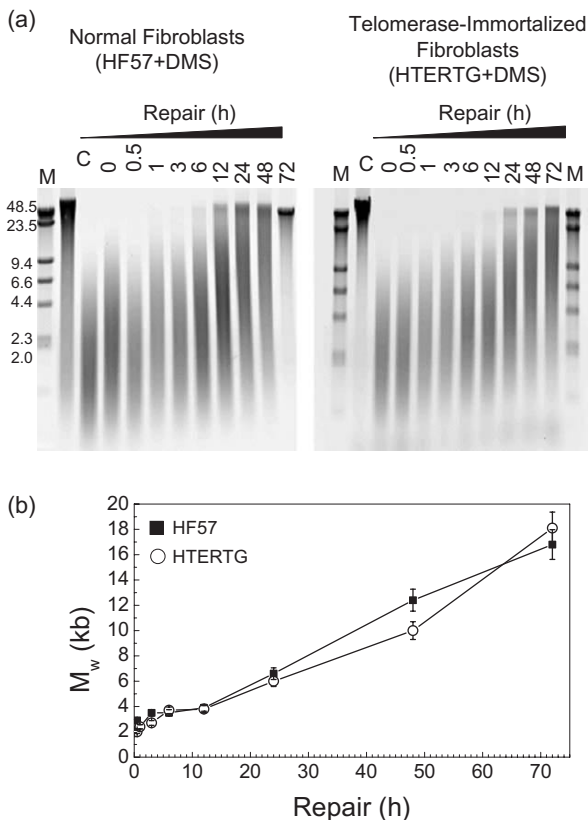 (a)
Normal Fibroblasts
(HF57+DMS)
Repair (h)
M C 0 0.5 1 3 6 12 24 48 72
48.5
23.5
9.4
6.6
4.4
2.3
2.0
Telomerase-Immortalized
Fibroblasts
(HTERTG+DMS)
Repair (h)
M C 0 0.5 1 3 6 12 24 48 72 M
(b)
HF57
HTERTG
20
18
16
14
12
10
8
6
4
2
0
Mw (kb)
0 10 20 30 40 50 60 70
Repair (h)